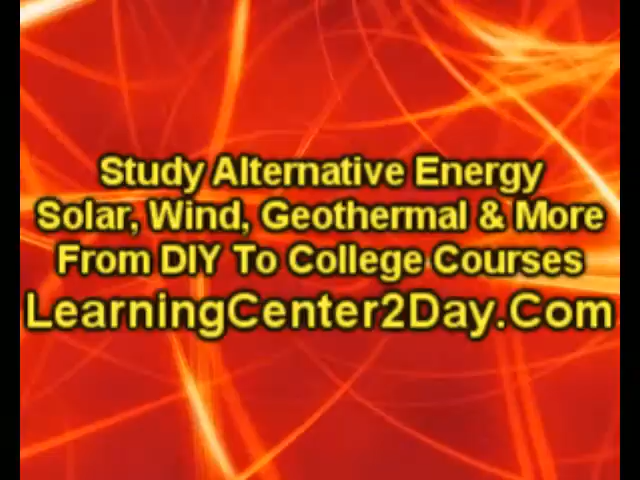 Study Alternative Energy
Solar, Wind, Geothermal & More
From DIY To College Courses
LearningCenter2Day.Com